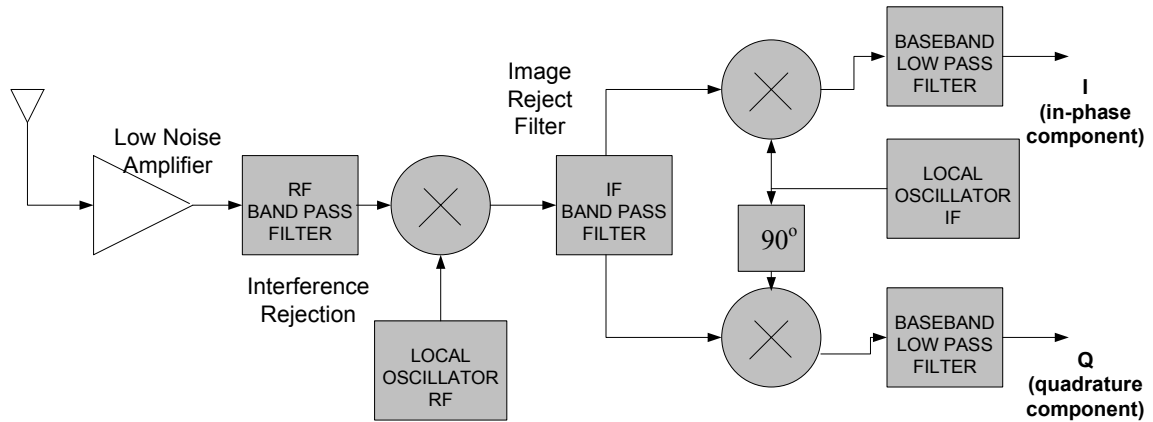 Low Noise
Amplifier
RF
BAND PASS
FILTER
Interference
Rejection
LOCAL
OSCILLATOR
RF
Image
Reject
Filter
IF
BAND PASS
FILTER
BASEBAND
LOW PASS
FILTER
I
(in-phase
component)
LOCAL
OSCILLATOR
IF
90°
BASEBAND
LOW PASS
FILTER
Q
(quadrature
component)